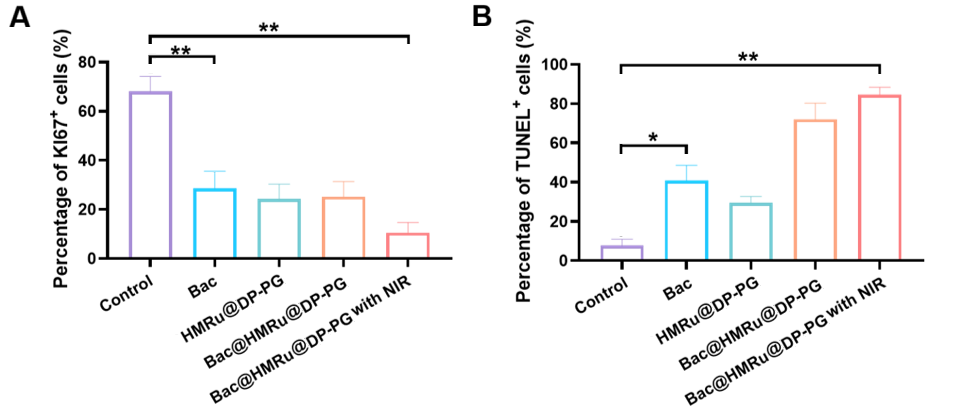 A
Percentage of KI67⁺ cells (%)
80
60
40
20
0
**
**
Control
Bac
HMRu@DP-PG
Bac@HMRu@DP-PG
Bac@HMRu@DP-PG with NIR
B
Percentage of TUNEL⁺ cells (%)
100
80
60
40
20
0
*
**
Control
Bac
HMRu@DP-PG
Bac@HMRu@DP-PG
Bac@HMRu@DP-PG with NIR